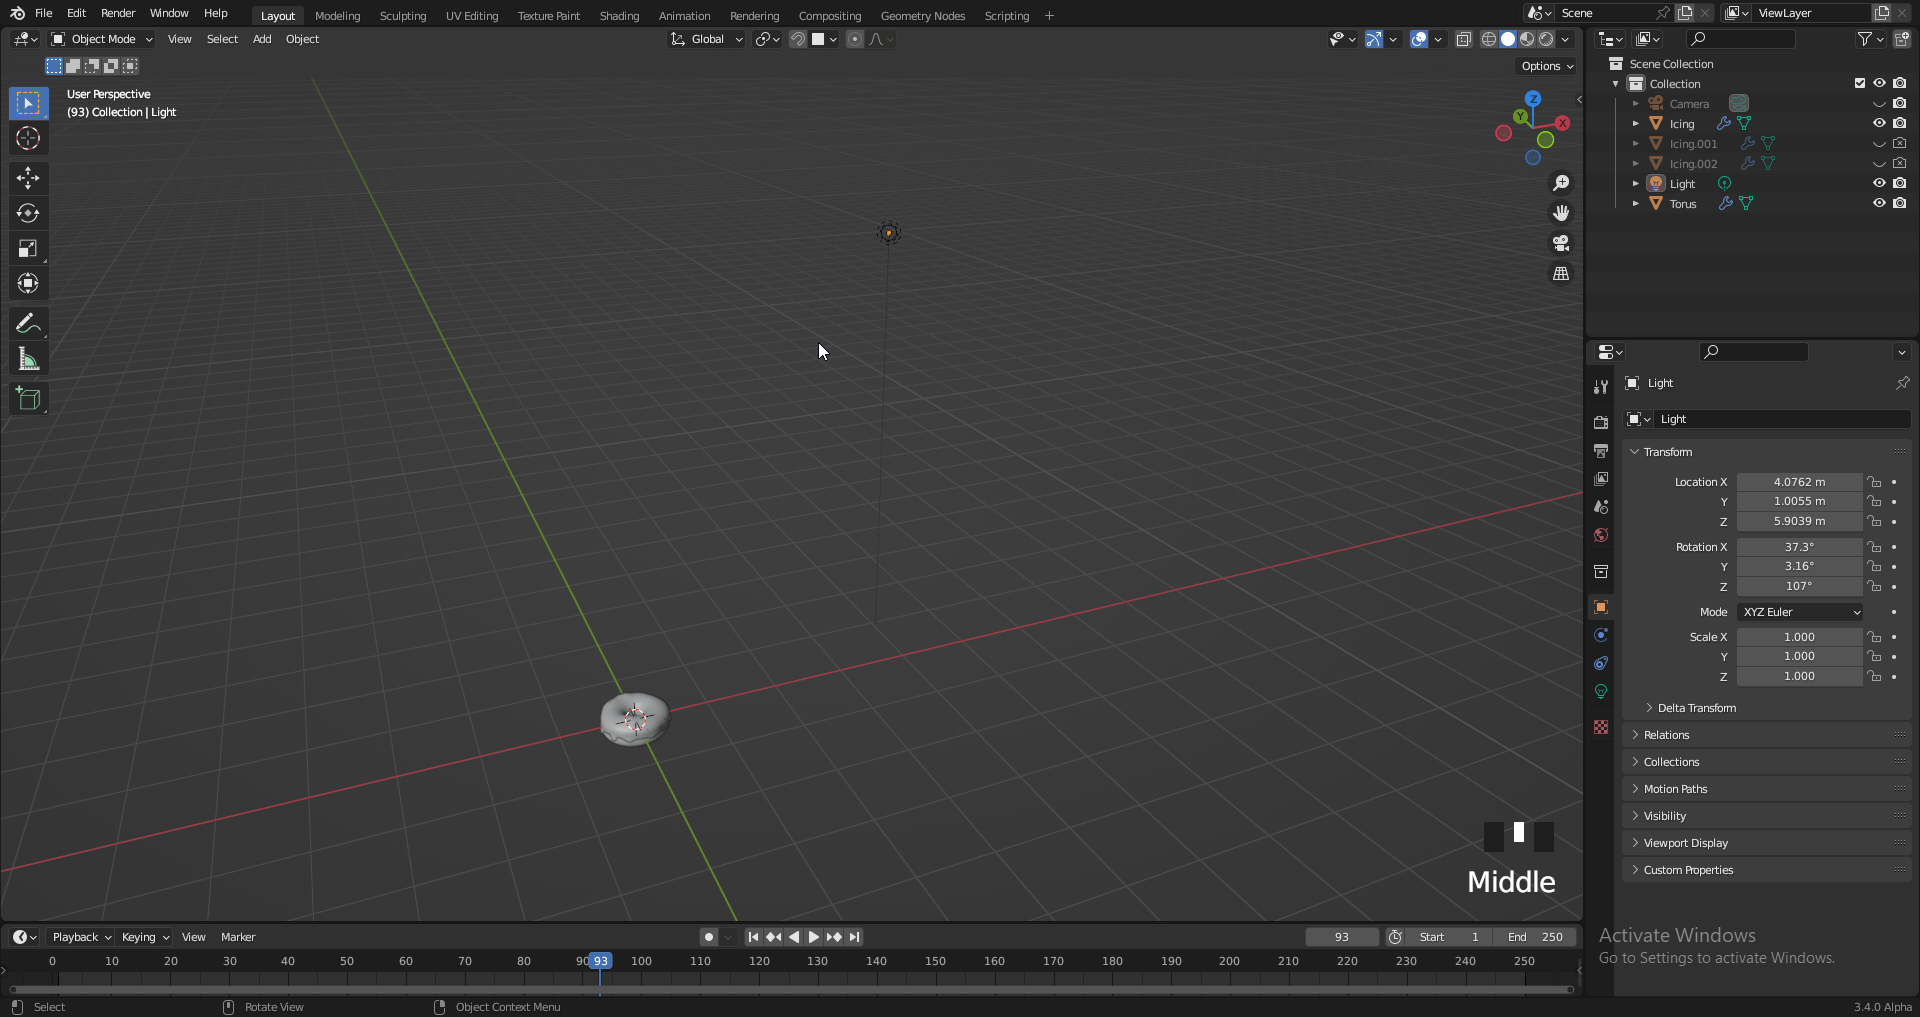 File Edit Render Window Help Layout Modeling Sculpting UV Editing Texture Paint Shading Animation Rendering Compositing Geometry Nodes Scripting + Scene ViewLayer
Object Mode View Select Add Object Global
Options
User Perspective
(93) Collection | Light
Z
Y
X
Scene Collection
Collection
Camera
Icing
Icing.001
Icing.002
Light
Torus
Light
Light
Transform
Location X 4.0762 m
Y 1.0055 m
Z 5.9039 m
Rotation X 37.3°
Y 3.16°
Z 107°
Mode XYZ Euler
Scale X 1.000
Y 1.000
Z 1.000
Delta Transform
Relations
Collections
Motion Paths
Visibility
Viewport Display
Custom Properties
Middle
Activate Windows
Go to Settings to activate Windows.
Playback Keying View Marker 93 Start 1 End 250
0 10 20 30 40 50 60 70 80 90 93 100 110 120 130 140 150 160 170 180 190 200 210 220 230 240 250
Select Rotate View Object Context Menu 3.4.0 Alpha